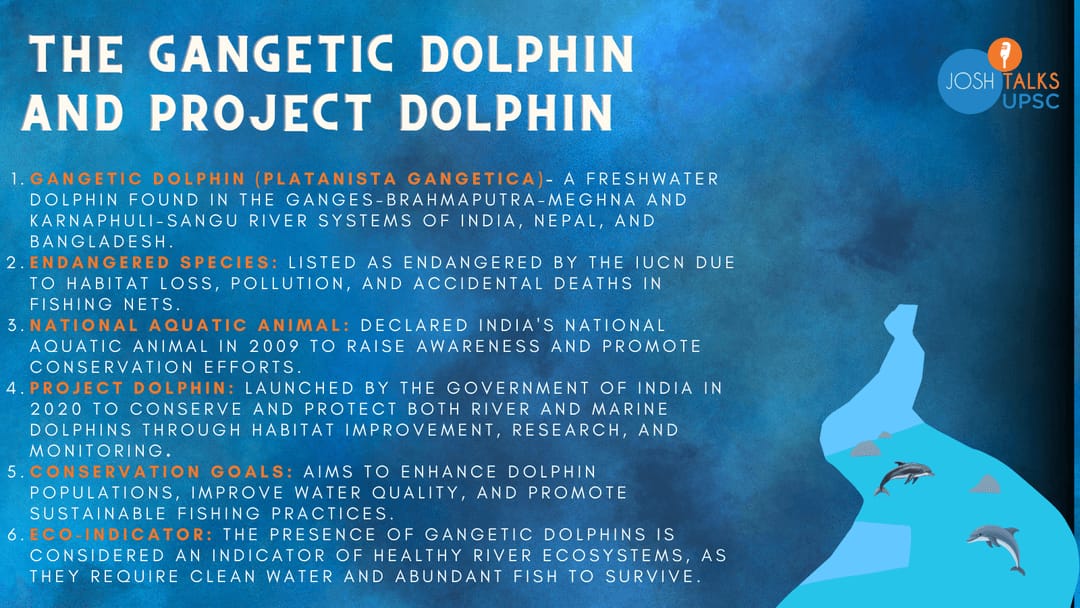 THE GANGETIC DOLPHIN
AND PROJECT DOLPHIN
JOSH TALKS
UPSC
1. GANGETIC DOLPHIN (PLATANISTA GANGETICA)- A FRESHWATER
DOLPHIN FOUND IN THE GANGES-BRAHMAPUTRA-MEGHNA AND
KARNAPHULI-SANGU RIVER SYSTEMS OF INDIA, NEPAL, AND
BANGLADESH.
2. ENDANGERED SPECIES: LISTED AS ENDANGERED BY THE IUCN DUE
TO HABITAT LOSS, POLLUTION, AND ACCIDENTAL DEATHS IN
FISHING NETS.
3. NATIONAL AQUATIC ANIMAL: DECLARED INDIA'S NATIONAL
AQUATIC ANIMAL IN 2009 TO RAISE AWARENESS AND PROMOTE
CONSERVATION EFFORTS.
4. PROJECT DOLPHIN: LAUNCHED BY THE GOVERNMENT OF INDIA IN
2020 TO CONSERVE AND PROTECT BOTH RIVER AND MARINE
DOLPHINS THROUGH HABITAT IMPROVEMENT, RESEARCH, AND
MONITORING.
5. CONSERVATION GOALS: AIMS TO ENHANCE DOLPHIN
POPULATIONS, IMPROVE WATER QUALITY, AND PROMOTE
SUSTAINABLE FISHING PRACTICES.
6. ECO-INDICATOR: THE PRESENCE OF GANGETIC DOLPHINS IS
CONSIDERED AN INDICATOR OF HEALTHY RIVER ECOSYSTEMS, AS
THEY REQUIRE CLEAN WATER AND ABUNDANT FISH TO SURVIVE.